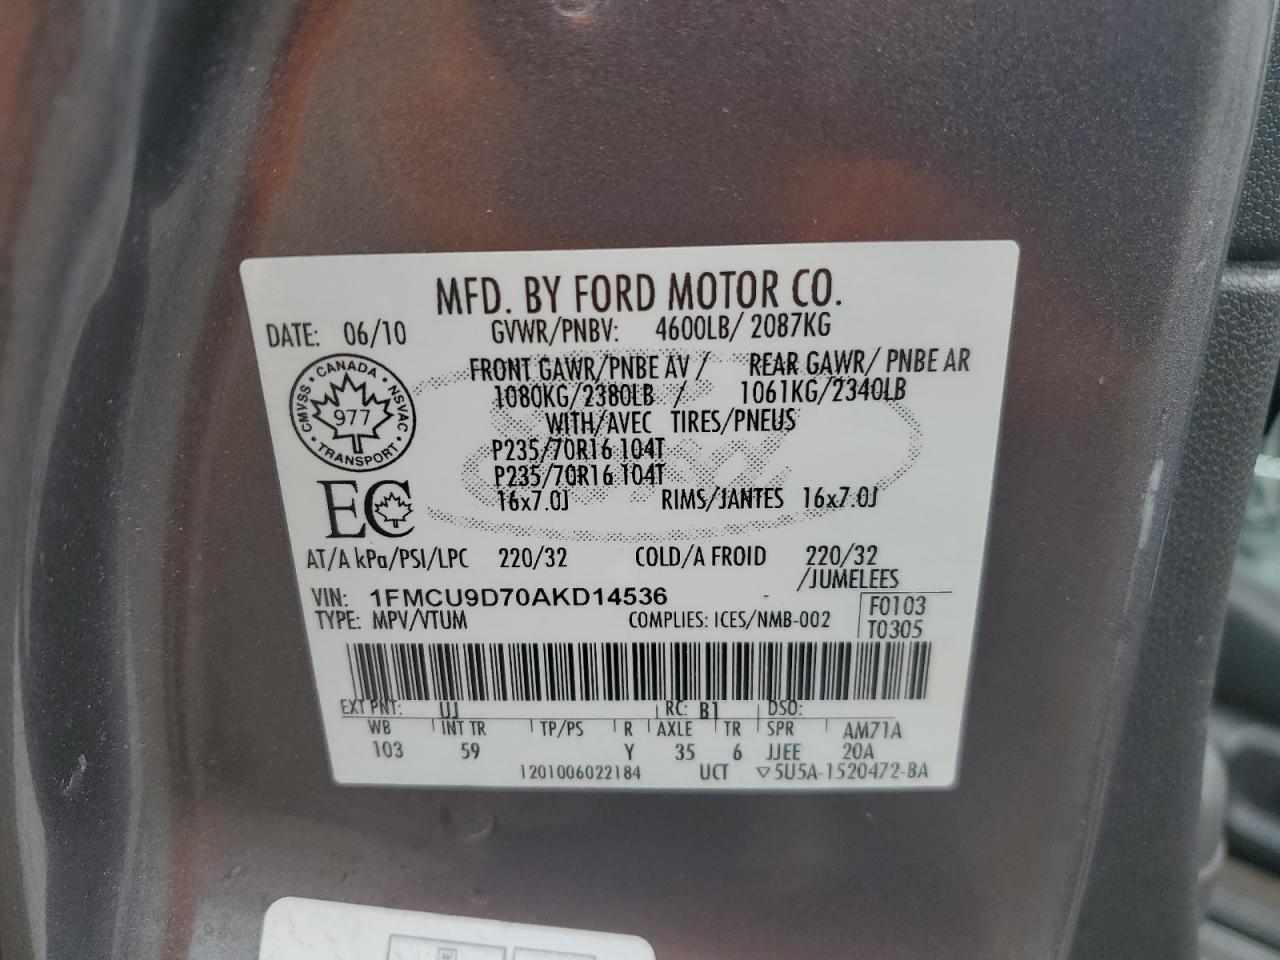 MFD. BY FORD MOTOR CO.
DATE: 06/10 GVWR/PNBV: 4600LB/ 2087KG
FRONT GAWR/PNBE AV / REAR GAWR/ PNBE AR
1080KG/2380LB / 1061KG/2340LB
WITH/AVEC TIRES/PNEUS
P235/70R16 104T
P235/70R16 104T
16x7.0J RIMS/JANTES 16x7.0J
CMVSS · CANADA · NSVAC
977
TRANSPORT
EC
AT/A kPa/PSI/LPC 220/32 COLD/A FROID 220/32
/JUMELEES
VIN: 1FMCU9D70AKD14536
TYPE: MPV/VTUM COMPLIES: ICES/NMB-002
F0103
T0305
EXT PNT: UJ RC: B1 DSO:
WB INT TR TP/PS R AXLE TR SPR AM71A
103 59 Y 35 6 JJEE 20A
1201006022184 UCT ▽5U5A-1520472-BA